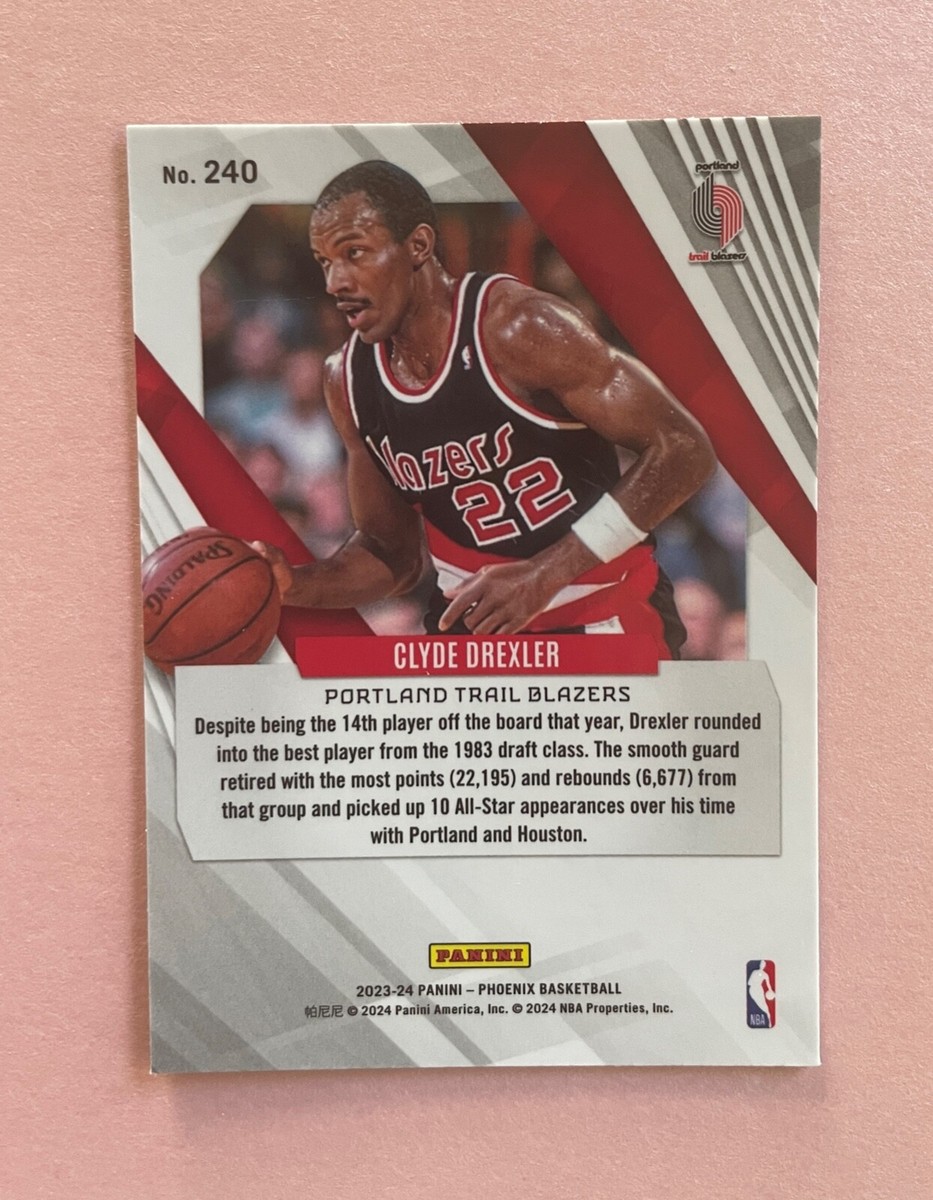 No. 240
portland
trail blazers
lazers
22
SPALDING
CLYDE DREXLER
PORTLAND TRAIL BLAZERS
Despite being the 14th player off the board that year, Drexler rounded
into the best player from the 1983 draft class. The smooth guard
retired with the most points (22,195) and rebounds (6,677) from
that group and picked up 10 All-Star appearances over his time
with Portland and Houston.
PANINI
2023-24 PANINI – PHOENIX BASKETBALL
帕尼尼 © 2024 Panini America, Inc. © 2024 NBA Properties, Inc.
NBA